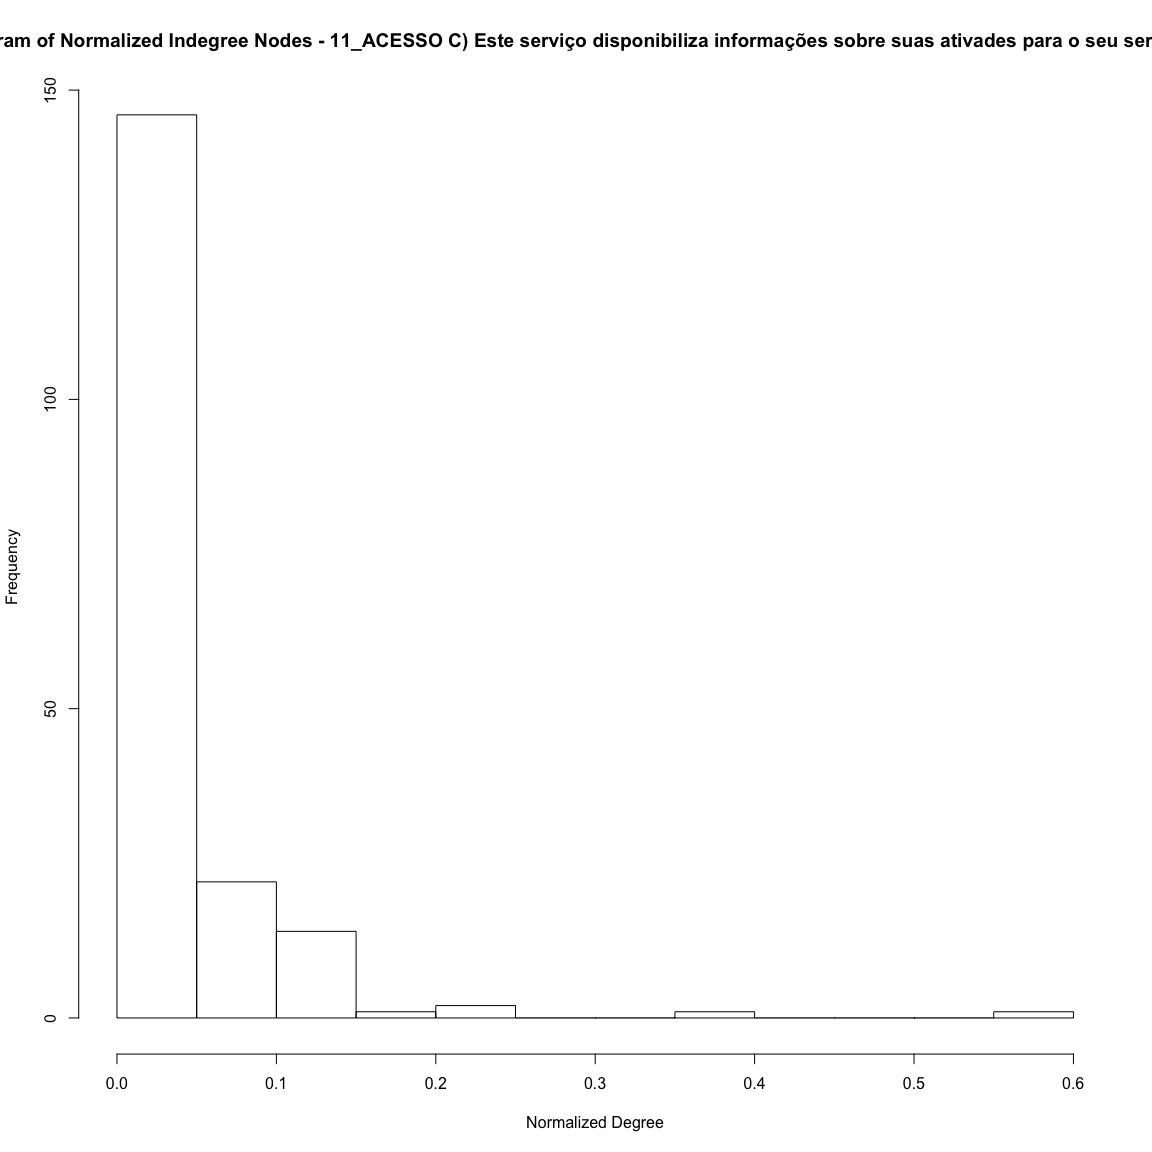 ram of Normalized Indegree Nodes - 11_ACESSO C) Este serviço disponibiliza informações sobre suas ativades para o seu ser
150
100
50
0
Frequency
0.0 0.1 0.2 0.3 0.4 0.5 0.6
Normalized Degree